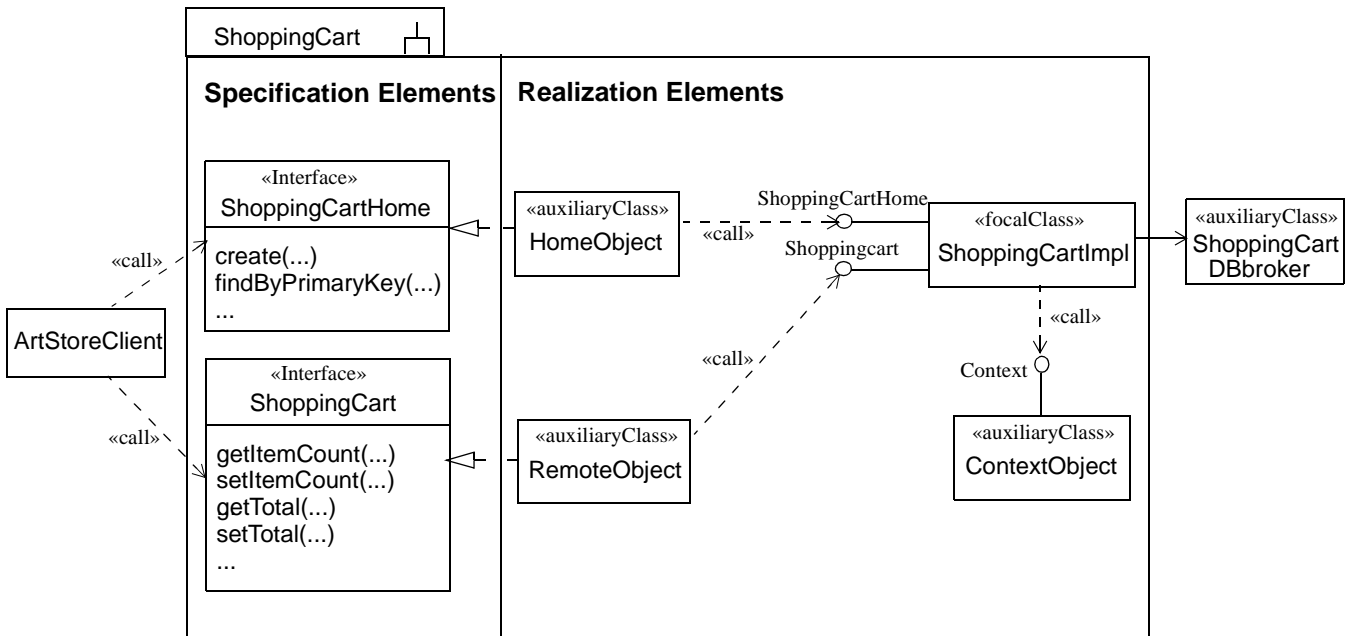 ShoppingCart
Specification Elements
Realization Elements
«Interface»
ShoppingCartHome
create(...)
findByPrimaryKey(...)
...
«call»
ArtStoreClient
«call»
«Interface»
ShoppingCart
getItemCount(...)
setItemCount(...)
getTotal(...)
setTotal(...)
...
«auxiliaryClass»
HomeObject
«call»
ShoppingCartHome
Shoppingcart
«focalClass»
ShoppingCartImpl
«auxiliaryClass»
ShoppingCart
DBbroker
«call»
«call»
Context
«auxiliaryClass»
RemoteObject
«auxiliaryClass»
ContextObject